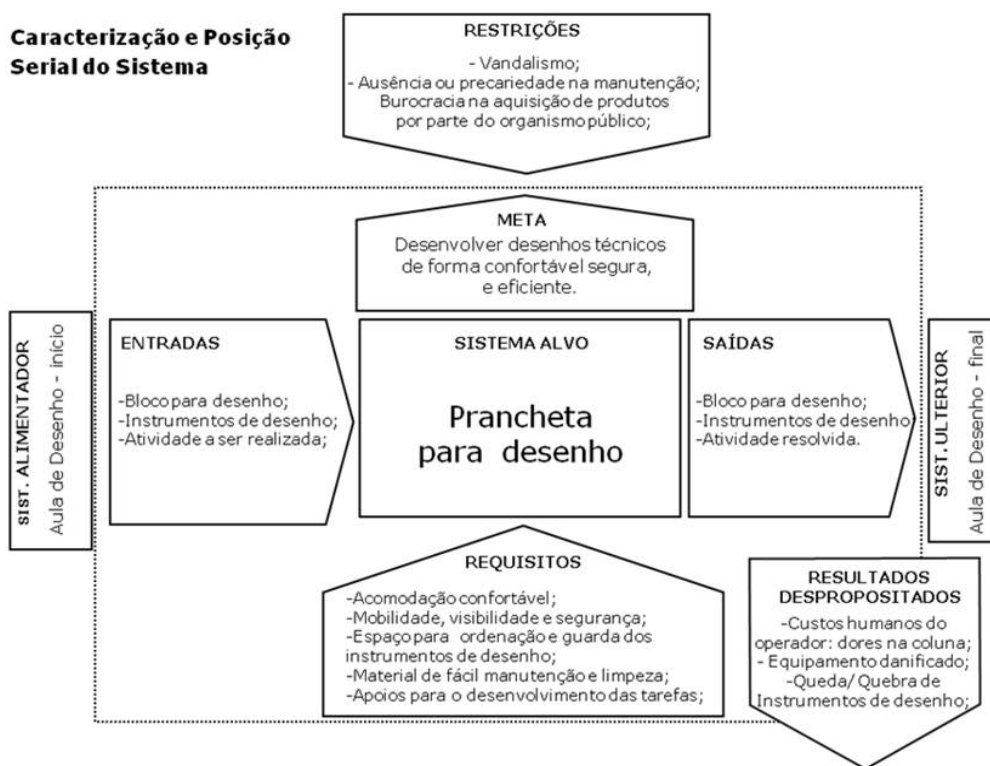 Caracterização e Posição
Serial do Sistema
RESTRIÇÕES
- Vandalismo;
- Ausência ou precariedade na manutenção;
Burocracia na aquisição de produtos
por parte do organismo público;
META
Desenvolver desenhos técnicos
de forma confortável segura,
e eficiente.
SIST. ALIMENTADOR
Aula de Desenho - início
ENTRADAS
-Bloco para desenho;
-Instrumentos de desenho;
-Atividade a ser realizada;
SISTEMA ALVO
Prancheta
para desenho
SAÍDAS
-Bloco para desenho;
-Instrumentos de desenho
-Atividade resolvida.
SIST. ULTERIOR
Aula de Desenho - final
REQUISITOS
-Acomodação confortável;
-Mobilidade, visibilidade e segurança;
-Espaço para ordenação e guarda dos
instrumentos de desenho;
-Material de fácil manutenção e limpeza;
-Apoios para o desenvolvimento das tarefas;
RESULTADOS
DESPROPOSITADOS
-Custos humanos do
operador: dores na coluna;
- Equipamento danificado;
-Queda/ Quebra de
Instrumentos de desenho;